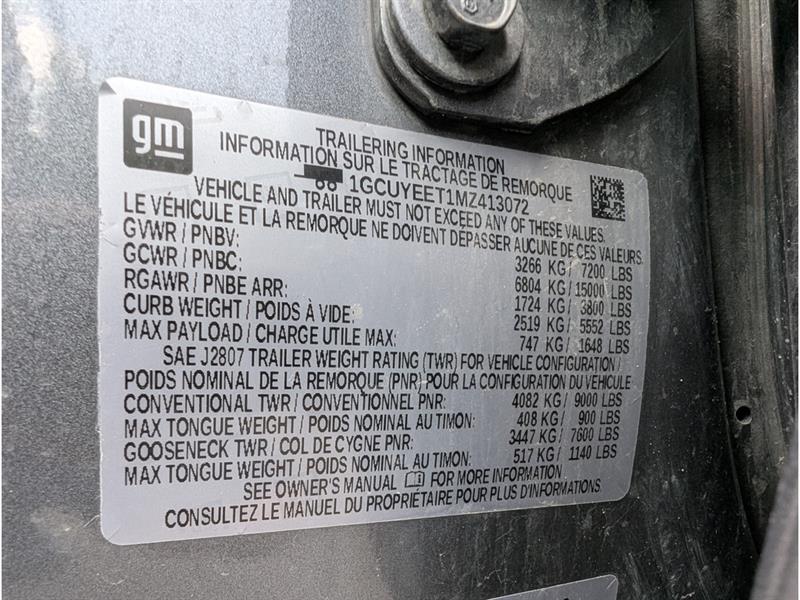 gm
TRAILERING INFORMATION
INFORMATION SUR LE TRACTAGE DE REMORQUE
1GCUYEET1MZ413072
VEHICLE AND TRAILER MUST NOT EXCEED ANY OF THESE VALUES.
LE VÉHICULE ET LA REMORQUE NE DOIVENT DÉPASSER AUCUNE DE CES VALEURS
GVWR / PNBV: 3266 KG / 7200 LBS
GCWR / PNBC: 6804 KG / 15000 LBS
RGAWR / PNBE ARR: 1724 KG / 3800 LBS
CURB WEIGHT / POIDS À VIDE: 2519 KG / 5552 LBS
MAX PAYLOAD / CHARGE UTILE MAX: 747 KG / 1648 LBS
SAE J2807 TRAILER WEIGHT RATING (TWR) FOR VEHICLE CONFIGURATION /
POIDS NOMINAL DE LA REMORQUE (PNR) POUR LA CONFIGURATION DU VÉHICULE
CONVENTIONAL TWR / CONVENTIONNEL PNR: 4082 KG / 9000 LBS
MAX TONGUE WEIGHT / POIDS NOMINAL AU TIMON: 408 KG / 900 LBS
GOOSENECK TWR / COL DE CYGNE PNR: 3447 KG / 7600 LBS
MAX TONGUE WEIGHT / POIDS NOMINAL AU TIMON: 517 KG / 1140 LBS
SEE OWNER'S MANUAL FOR MORE INFORMATION.
CONSULTEZ LE MANUEL DU PROPRIÉTAIRE POUR PLUS D'INFORMATIONS.